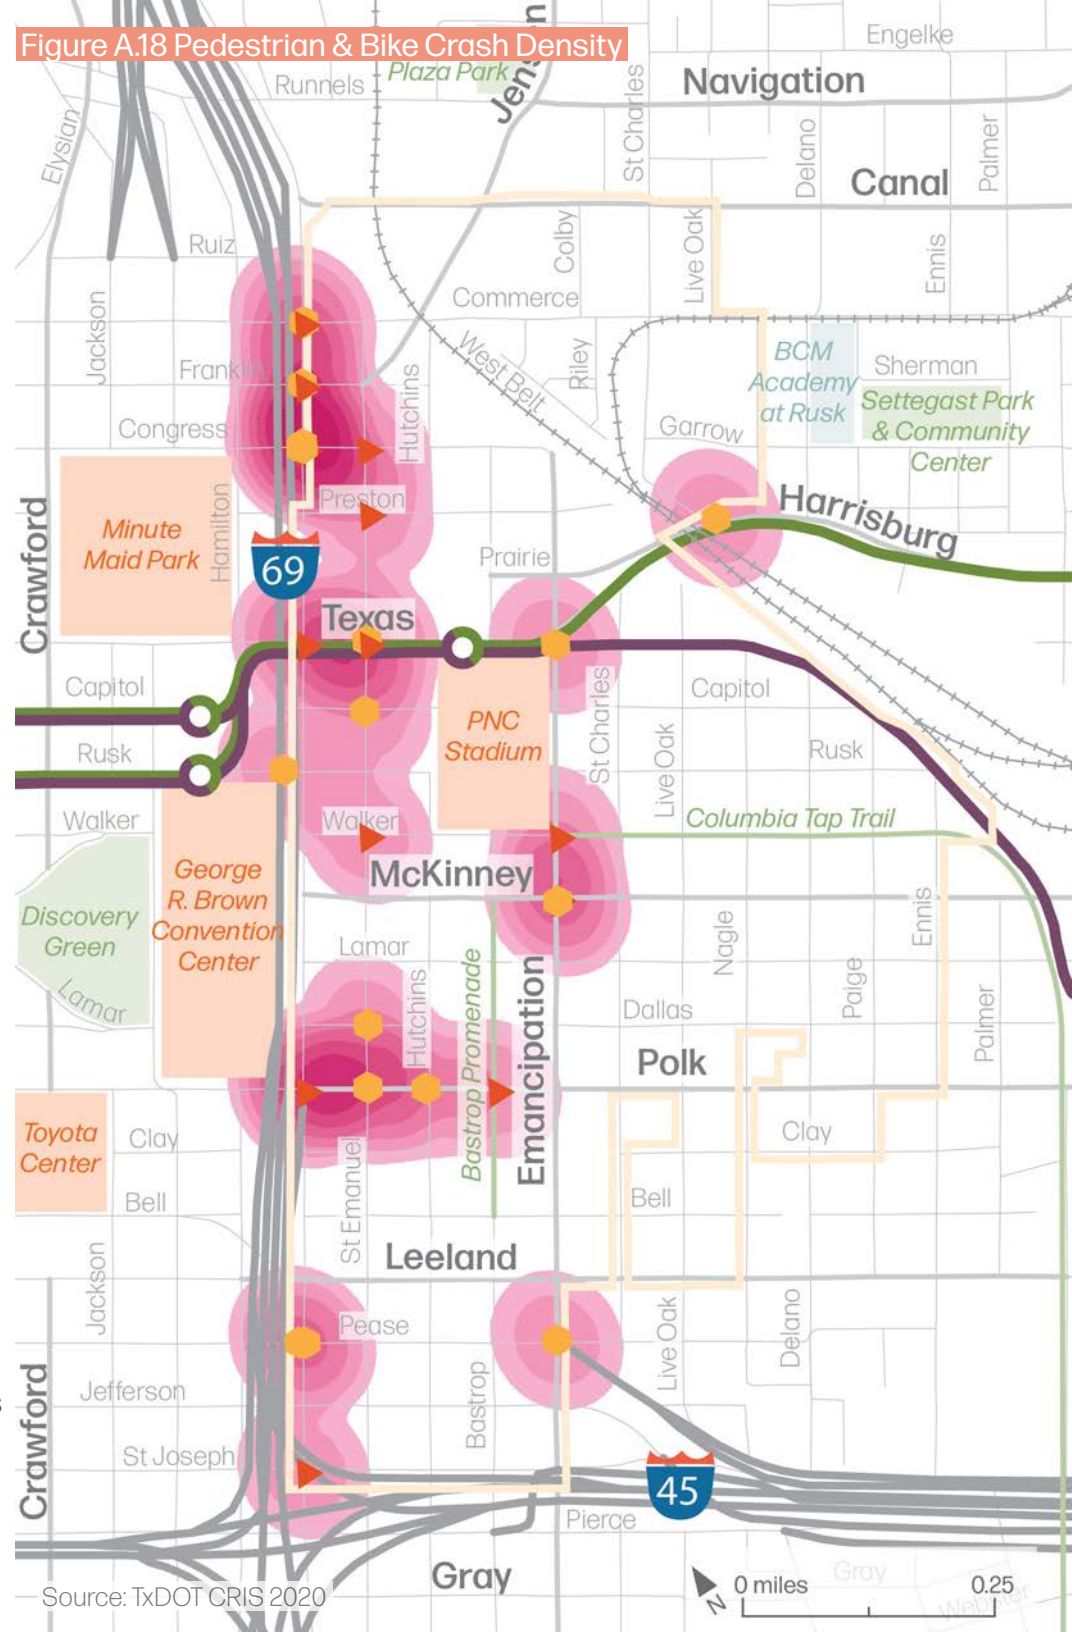 Figure A.18 Pedestrian & Bike Crash Density
Engelke
Plaza Park
Runnels
Navigation
St Charles
Elysian
Delano
Palmer
Canal
Ruiz
Colby
Live Oak
Ennis
Commerce
Jackson
West Belt
Riley
BCM
Academy
at Rusk
Sherman
Settegast Park
& Community
Center
Hutchins
Congress
Garrow
Preston
Hamilton
Harrisburg
Crawford
Minute
Maid Park
69
Prairie
Texas
Capitol
St Charles
Capitol
PNC
Stadium
Rusk
Live Oak
Rusk
Walker
Walker
Columbia Tap Trail
McKinney
George
R. Brown
Convention
Center
Discovery
Green
Lamar
Lamar
Nagle
Ennis
Hutchins
Bastrop Promenade
Emancipation
Dallas
Paige
Palmer
Polk
Toyota
Center
Clay
Clay
St Emanuel
Bell
Bell
Leeland
Jackson
Pease
Live Oak
Delano
Crawford
Jefferson
Bastrop
St Joseph
45
Pierce
Gray
Gray
Webster
N
0 miles
0.25
Source: TxDOT CRIS 2020